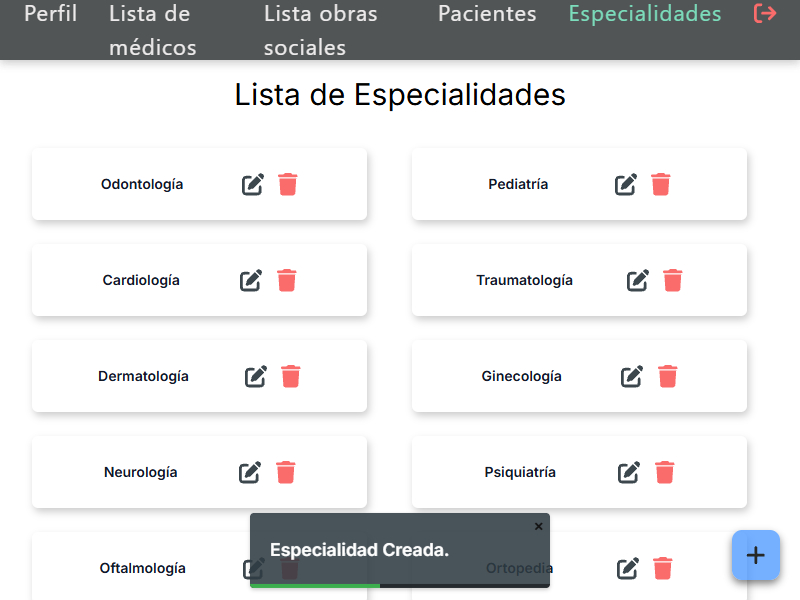 Perfil
Lista de
médicos
Lista obras
sociales
Pacientes
Especialidades
Lista de Especialidades
Odontología
Pediatría
Cardiología
Traumatología
Dermatología
Ginecología
Neurología
Psiquiatría
Especialidad Creada.
Oftalmología
Ortopedia